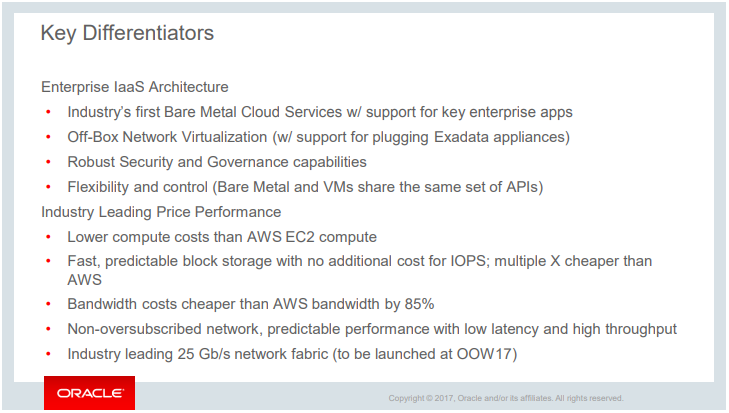 Key Differentiators
Enterprise IaaS Architecture
• Industry's first Bare Metal Cloud Services w/ support for key enterprise apps
• Off-Box Network Virtualization (w/ support for plugging Exadata appliances)
• Robust Security and Governance capabilities
• Flexibility and control (Bare Metal and VMs share the same set of APIs)
Industry Leading Price Performance
• Lower compute costs than AWS EC2 compute
• Fast, predictable block storage with no additional cost for IOPS; multiple X cheaper than
AWS
• Bandwidth costs cheaper than AWS bandwidth by 85%
• Non-oversubscribed network, predictable performance with low latency and high throughput
• Industry leading 25 Gb/s network fabric (to be launched at OOW17)
ORACLE
Copyright © 2017, Oracle and/or its affiliates. All rights reserved.